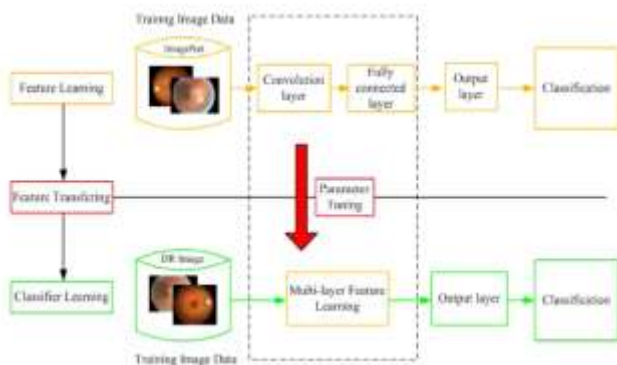 Training Image Data
ImageNet
Feature Learning
Convolution
layer
Fully
connected
layer
Output
layer
Classification
Feature Transfering
Parameter
Tuning
DR Image
Classifier Learning
Multi-layer Feature
Learning
Output layer
Classification
Training Image Data